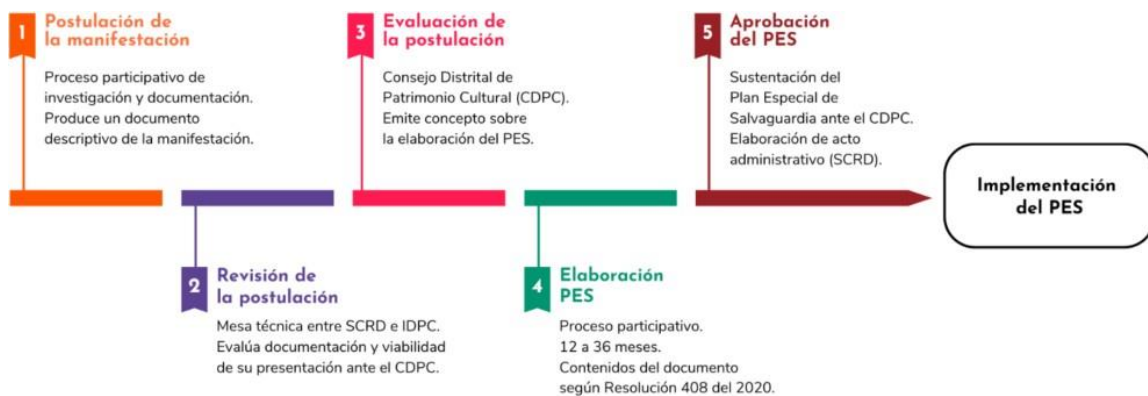 1
Postulación de
la manifestación
Proceso participativo de
investigación y documentación.
Produce un documento
descriptivo de la manifestación.
2
Revisión de
la postulación
Mesa técnica entre SCRD e IDPC.
Evalúa documentación y viabilidad
de su presentación ante el CDPC.
3
Evaluación de
la postulación
Consejo Distrital de
Patrimonio Cultural (CDPC).
Emite concepto sobre
la elaboración del PES.
4
Elaboración
PES
Proceso participativo.
12 a 36 meses.
Contenidos del documento
según Resolución 408 del 2020.
5
Aprobación
del PES
Sustentación del
Plan Especial de
Salvaguardia ante el CDPC.
Elaboración de acto
administrativo (SCRD).
Implementación
del PES